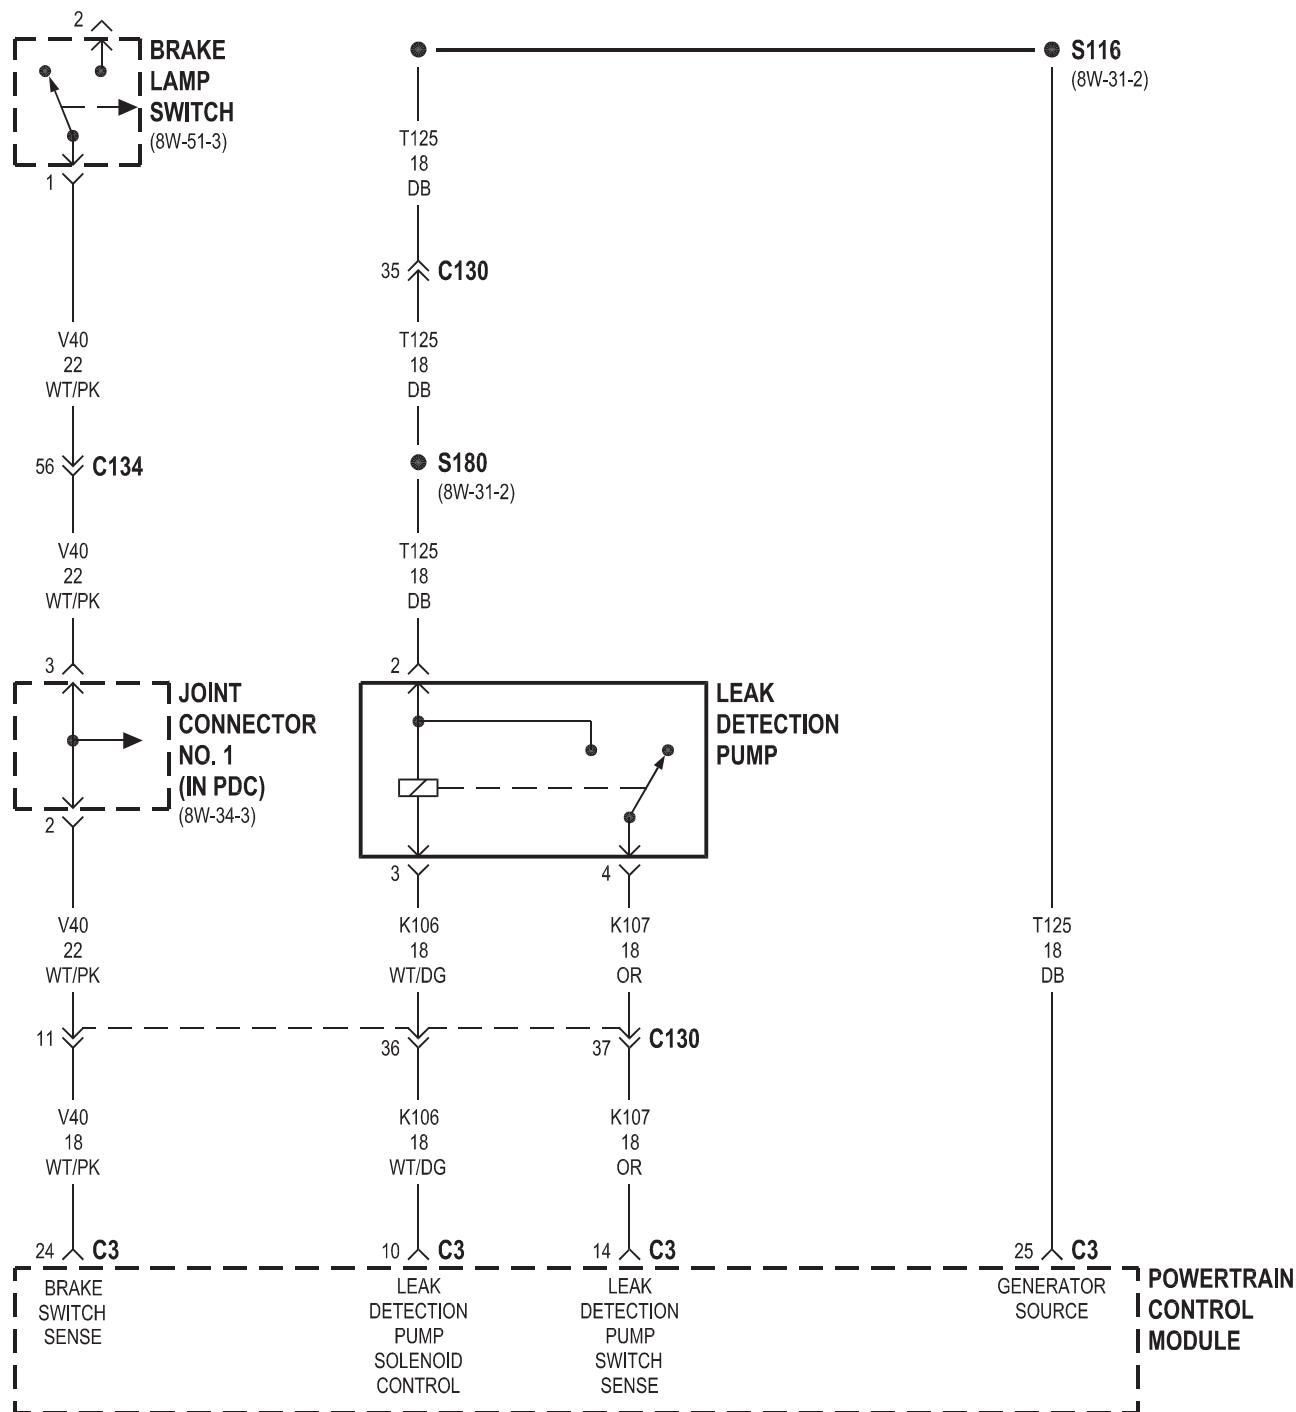 2
BRAKE
LAMP
SWITCH
(8W-51-3)
1
S116
(8W-31-2)
T125
18
DB
35
C130
V40
22
WT/PK
T125
18
DB
56
C134
S180
(8W-31-2)
V40
22
WT/PK
T125
18
DB
3
JOINT
CONNECTOR
NO. 1
(IN PDC)
(8W-34-3)
2
2
LEAK
DETECTION
PUMP
3
4
V40
22
WT/PK
K106
18
WT/DG
K107
18
OR
T125
18
DB
11
36
37
C130
V40
18
WT/PK
K106
18
WT/DG
K107
18
OR
24
C3
10
C3
14
C3
25
C3
BRAKE
SWITCH
SENSE
LEAK
DETECTION
PUMP
SOLENOID
CONTROL
LEAK
DETECTION
PUMP
SWITCH
SENSE
GENERATOR
SOURCE
POWERTRAIN
CONTROL
MODULE